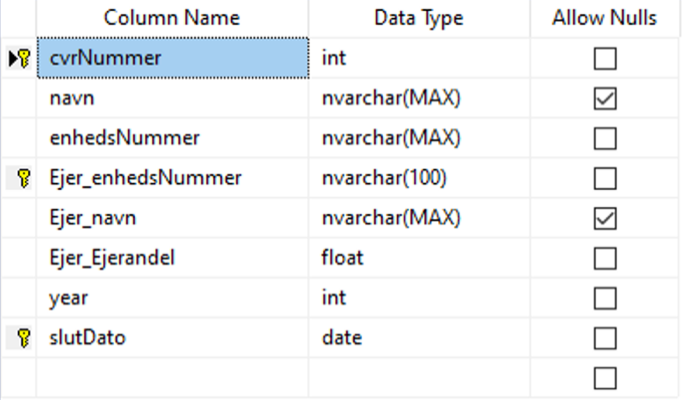 Column Name Data Type Allow Nulls
cvrNummer int
navn nvarchar(MAX)
enhedsNummer nvarchar(MAX)
Ejer_enhedsNummer nvarchar(100)
Ejer_navn nvarchar(MAX)
Ejer_Ejerandel float
year int
slutDato date